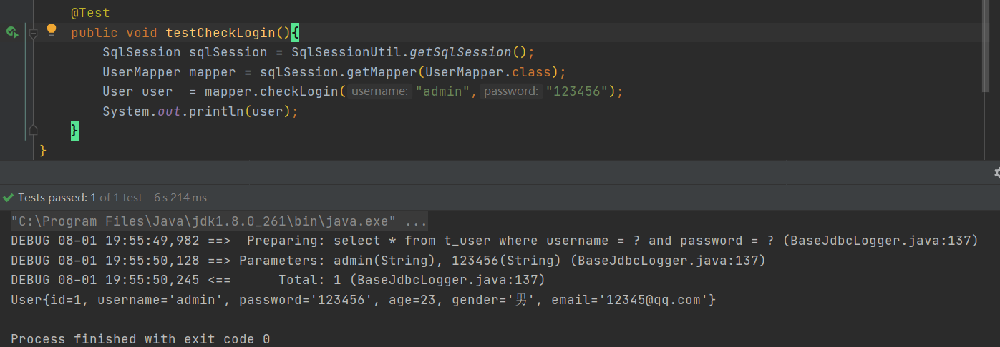 @Test
public void testCheckLogin(){
SqlSession sqlSession = SqlSessionUtil.getSqlSession();
UserMapper mapper = sqlSession.getMapper(UserMapper.class);
User user  = mapper.checkLogin( username: "admin", password: "123456");
System.out.println(user);
}
}
Tests passed: 1 of 1 test – 6 s 214 ms
"C:\Program Files\Java\jdk1.8.0_261\bin\java.exe" ...
DEBUG 08-01 19:55:49,982 ==>  Preparing: select * from t_user where username = ? and password = ? (BaseJdbcLogger.java:137)
DEBUG 08-01 19:55:50,128 ==> Parameters: admin(String), 123456(String) (BaseJdbcLogger.java:137)
DEBUG 08-01 19:55:50,245 <==      Total: 1 (BaseJdbcLogger.java:137)
User{id=1, username='admin', password='123456', age=23, gender='男', email='12345@qq.com'}
Process finished with exit code 0